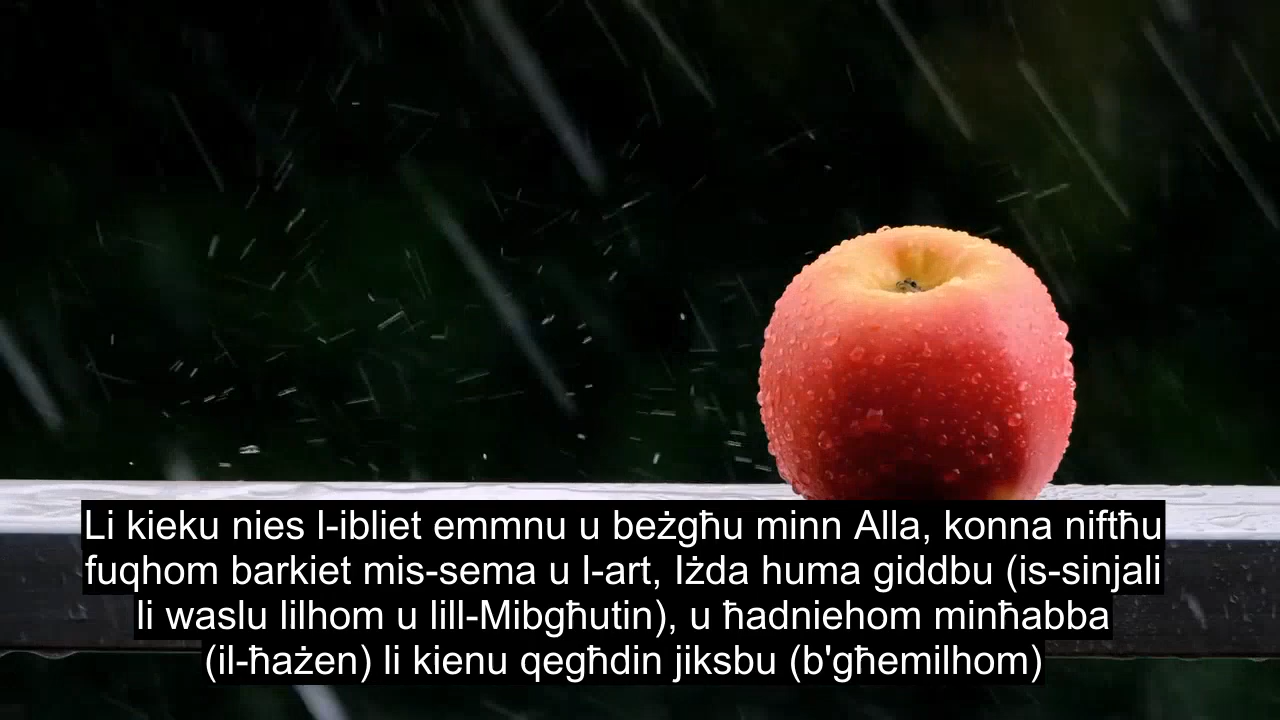 Li kieku nies l-ibliet emmnu u beżgħu minn Alla, konna niftħu
fuqhom barkiet mis-sema u l-art, Iżda huma giddbu (is-sinjali
li waslu lilhom u lill-Mibgħutin), u ħadniehom minħabba
(il-ħażen) li kienu qegħdin jiksbu (b'għemilhom)